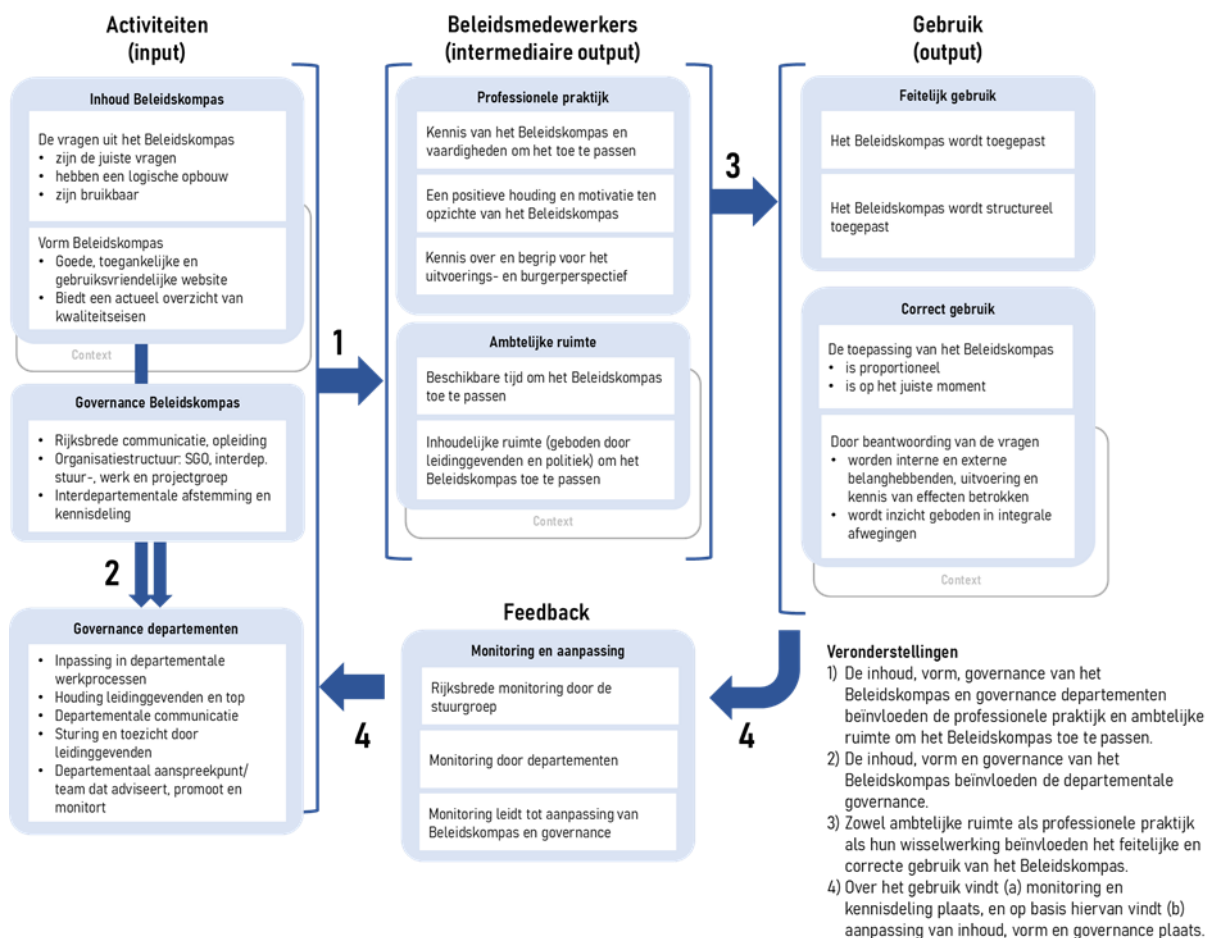 Activiteiten
(input)
Inhoud Beleidskompas
De vragen uit het Beleidskompas
• zijn de juiste vragen
• hebben een logische opbouw
• zijn bruikbaar
Vorm Beleidskompas
• Goede, toegankelijke en
gebruiksvriendelijke website
• Biedt een actueel overzicht van
kwaliteitseisen
Context
Governance Beleidskompas
• Rijksbrede communicatie, opleiding
• Organisatiestructuur: SGO, interdep.
stuur-, werk en projectgroep
• Interdepartementale afstemming en
kennisdeling
2
Governance departementen
• Inpassing in departementale
werkprocessen
• Houding leidinggevenden en top
• Departementale communicatie
• Sturing en toezicht door
leidinggevenden
• Departementaal aanspreekpunt/
team dat adviseert, promoot en
monitort
1
Beleidsmedewerkers
(intermediaire output)
Professionele praktijk
Kennis van het Beleidskompas en
vaardigheden om het toe te passen
Een positieve houding en motivatie ten
opzichte van het Beleidskompas
Kennis over en begrip voor het
uitvoerings- en burgerperspectief
Ambtelijke ruimte
Beschikbare tijd om het Beleidskompas
toe te passen
Inhoudelijke ruimte (geboden door
leidinggevenden en politiek) om het
Beleidskompas toe te passen
Context
3
Gebruik
(output)
Feitelijk gebruik
Het Beleidskompas wordt toegepast
Het Beleidskompas wordt structureel
toegepast
Correct gebruik
De toepassing van het Beleidskompas
• is proportioneel
• is op het juiste moment
Door beantwoording van de vragen
• worden interne en externe
belanghebbenden, uitvoering en
kennis van effecten betrokken
• wordt inzicht geboden in integrale
afwegingen
Context
4
Feedback
Monitoring en aanpassing
Rijksbrede monitoring door de
stuurgroep
Monitoring door departementen
Monitoring leidt tot aanpassing van
Beleidskompas en governance
4
Veronderstellingen
1) De inhoud, vorm, governance van het
Beleidskompas en governance departementen
beïnvloeden de professionele praktijk en ambtelijke
ruimte om het Beleidskompas toe te passen.
2) De inhoud, vorm en governance van het
Beleidskompas beïnvloeden de departementale
governance.
3) Zowel ambtelijke ruimte als professionele praktijk
als hun wisselwerking beïnvloeden het feitelijke en
correcte gebruik van het Beleidskompas.
4) Over het gebruik vindt (a) monitoring en
kennisdeling plaats, en op basis hiervan vindt (b)
aanpassing van inhoud, vorm en governance plaats.